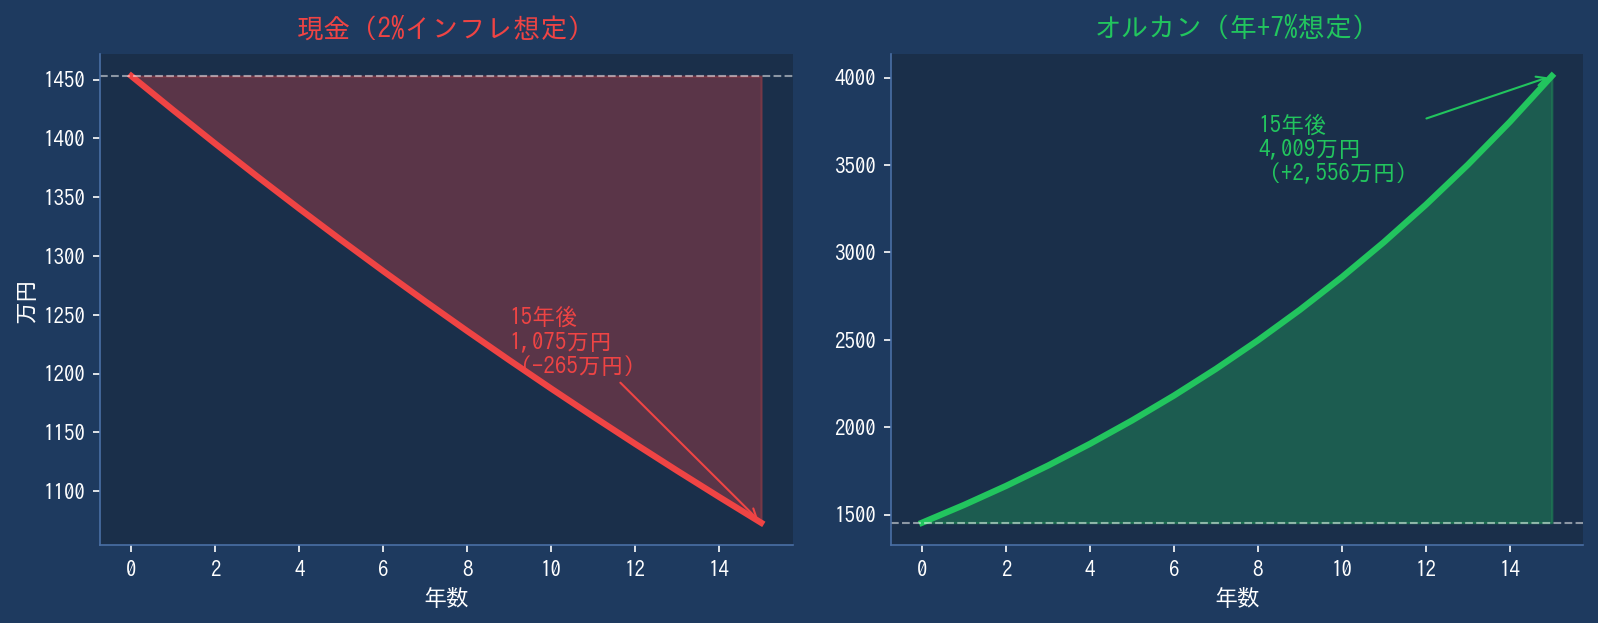 現金（2%インフレ想定）
万円
1450
1400
1350
1300
1250
1200
1150
1100
15年後
1,075万円
（-265万円）
0 2 4 6 8 10 12 14
年数
オルカン（年+7%想定）
4000
3500
3000
2500
2000
1500
15年後
4,009万円
（+2,556万円）
0 2 4 6 8 10 12 14
年数